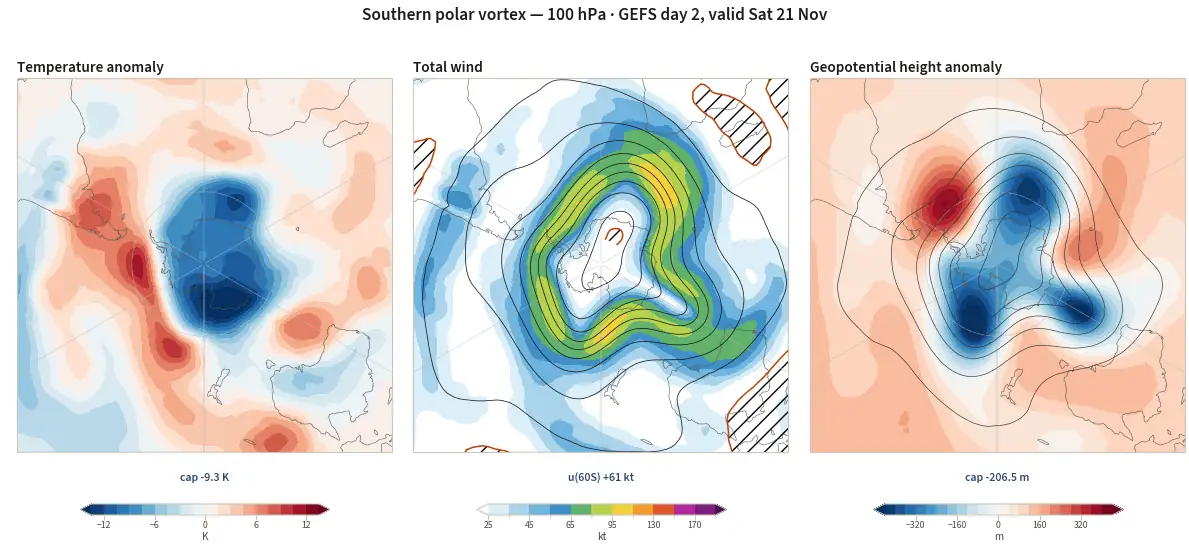 Southern polar vortex — 100 hPa · GEFS day 2, valid Sat 21 Nov
Temperature anomaly
Total wind
Geopotential height anomaly
cap -9.3 K
u(60S) +61 kt
cap -206.5 m
−12 −6 0 6 12
K
25 45 65 95 130 170
kt
−320 −160 0 160 320
m